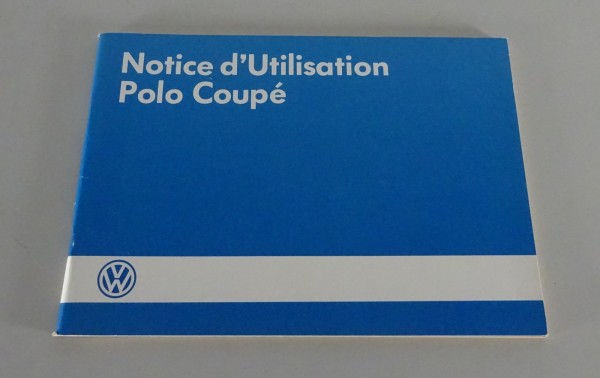 Notice d'Utilisation
Polo Coupé
VW